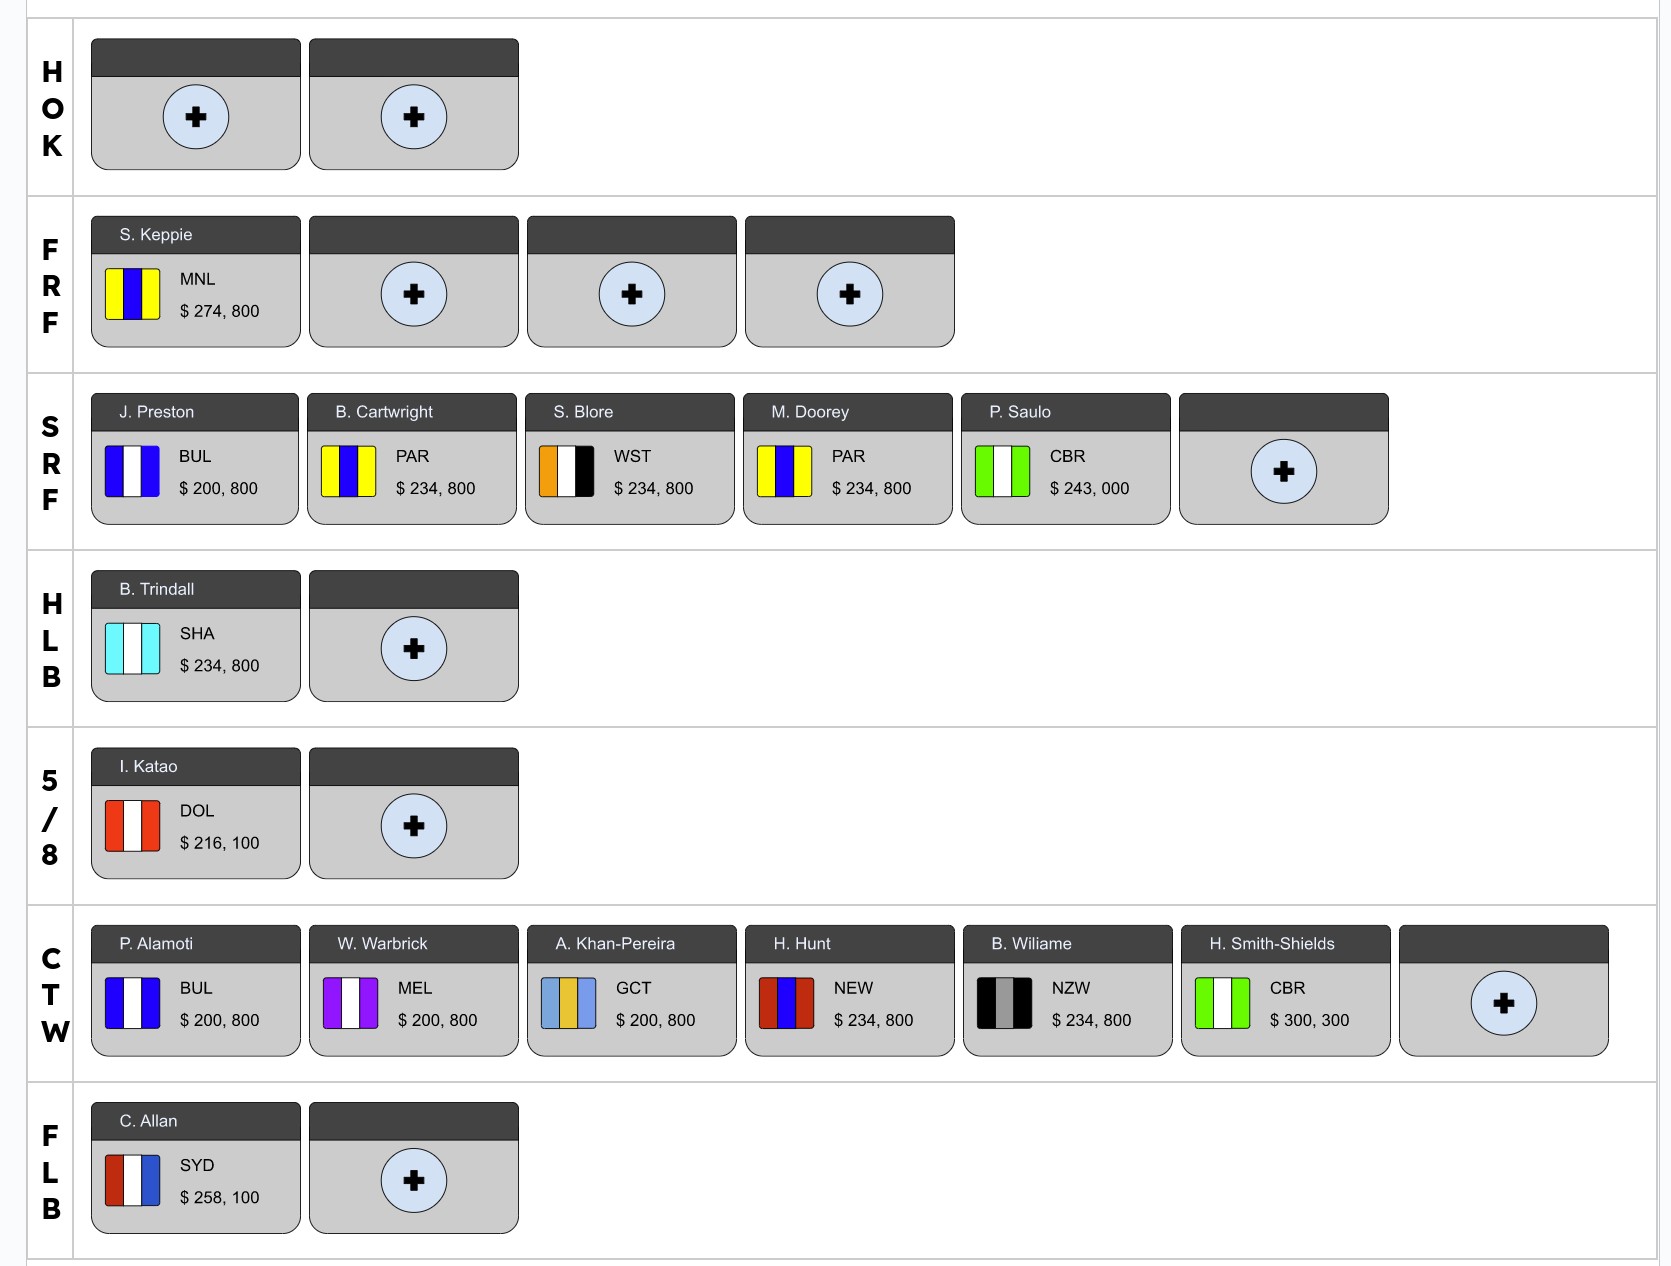 HOK
FRF
S. Keppie
MNL
$ 274, 800
SRF
J. Preston
BUL
$ 200, 800
B. Cartwright
PAR
$ 234, 800
S. Blore
WST
$ 234, 800
M. Doorey
PAR
$ 234, 800
P. Saulo
CBR
$ 243, 000
HLB
B. Trindall
SHA
$ 234, 800
5/8
I. Katao
DOL
$ 216, 100
CTW
P. Alamoti
BUL
$ 200, 800
W. Warbrick
MEL
$ 200, 800
A. Khan-Pereira
GCT
$ 200, 800
H. Hunt
NEW
$ 234, 800
B. Wiliame
NZW
$ 234, 800
H. Smith-Shields
CBR
$ 300, 300
FLB
C. Allan
SYD
$ 258, 100